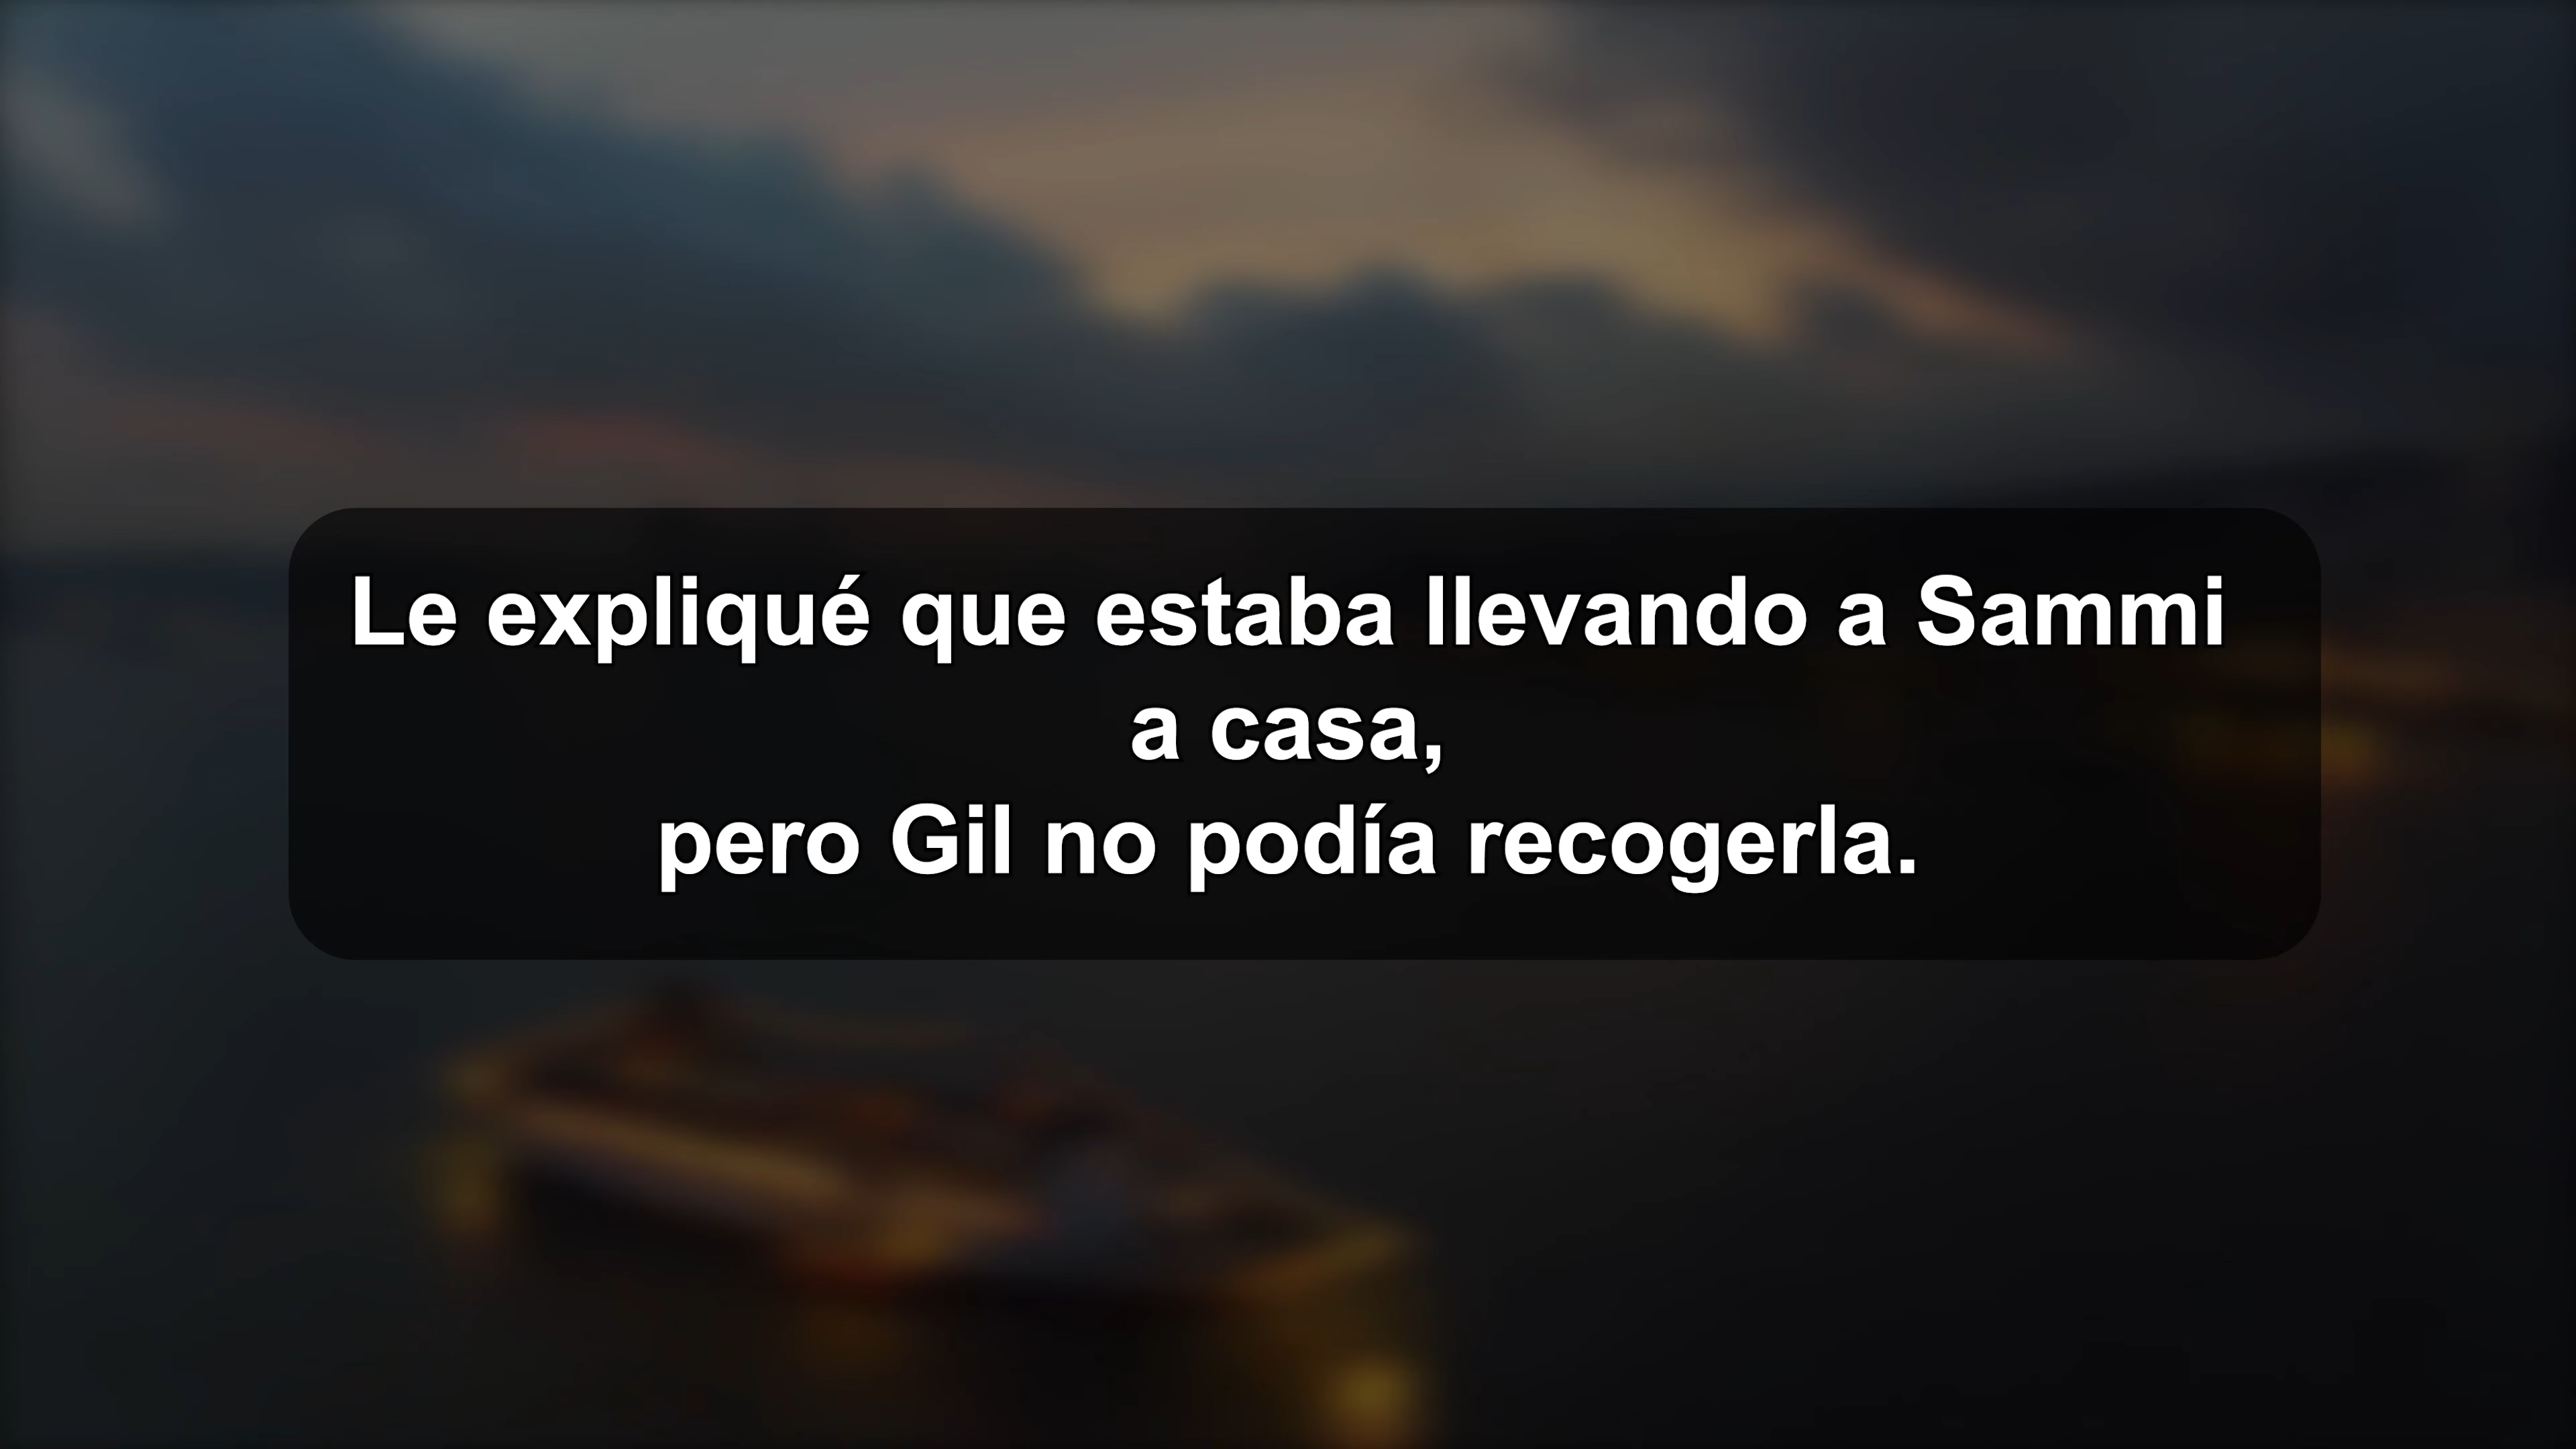 Le expliqué que estaba llevando a Sammi
a casa,
pero Gil no podía recogerla.